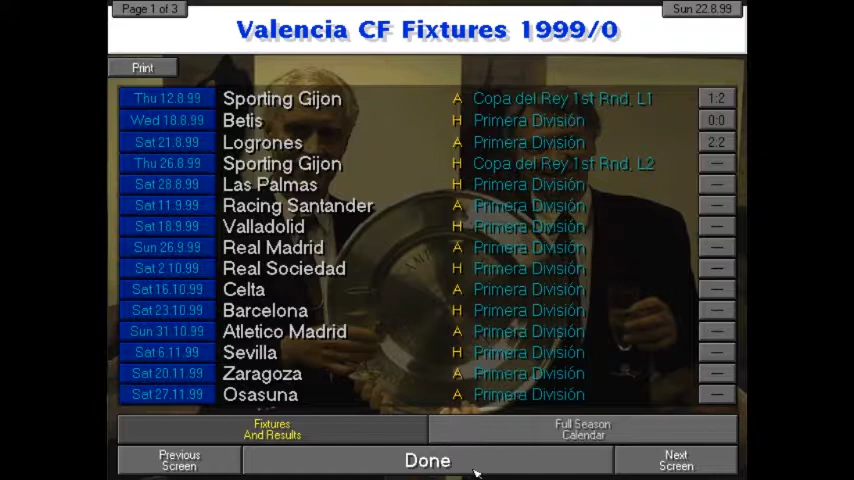 Page 1 of 3
Sun 22.8.99
Valencia CF Fixtures 1999/0
Print
Thu 12.8.99 Sporting Gijon A Copa del Rey 1st Rnd, L1 1:2
Wed 18.8.99 Betis H Primera División 0:0
Sat 21.8.99 Logrones A Primera División 2:2
Thu 26.8.99 Sporting Gijon H Copa del Rey 1st Rnd, L2 —
Sat 28.8.99 Las Palmas H Primera División —
Sat 11.9.99 Racing Santander A Primera División —
Sat 18.9.99 Valladolid H Primera División —
Sun 26.9.99 Real Madrid A Primera División —
Sat 2.10.99 Real Sociedad H Primera División —
Sat 16.10.99 Celta A Primera División —
Sat 23.10.99 Barcelona H Primera División —
Sun 31.10.99 Atletico Madrid A Primera División —
Sat 6.11.99 Sevilla H Primera División —
Sat 20.11.99 Zaragoza A Primera División —
Sat 27.11.99 Osasuna A Primera División —
Fixtures
And Results
Full Season
Calendar
Previous
Screen
Done
Next
Screen